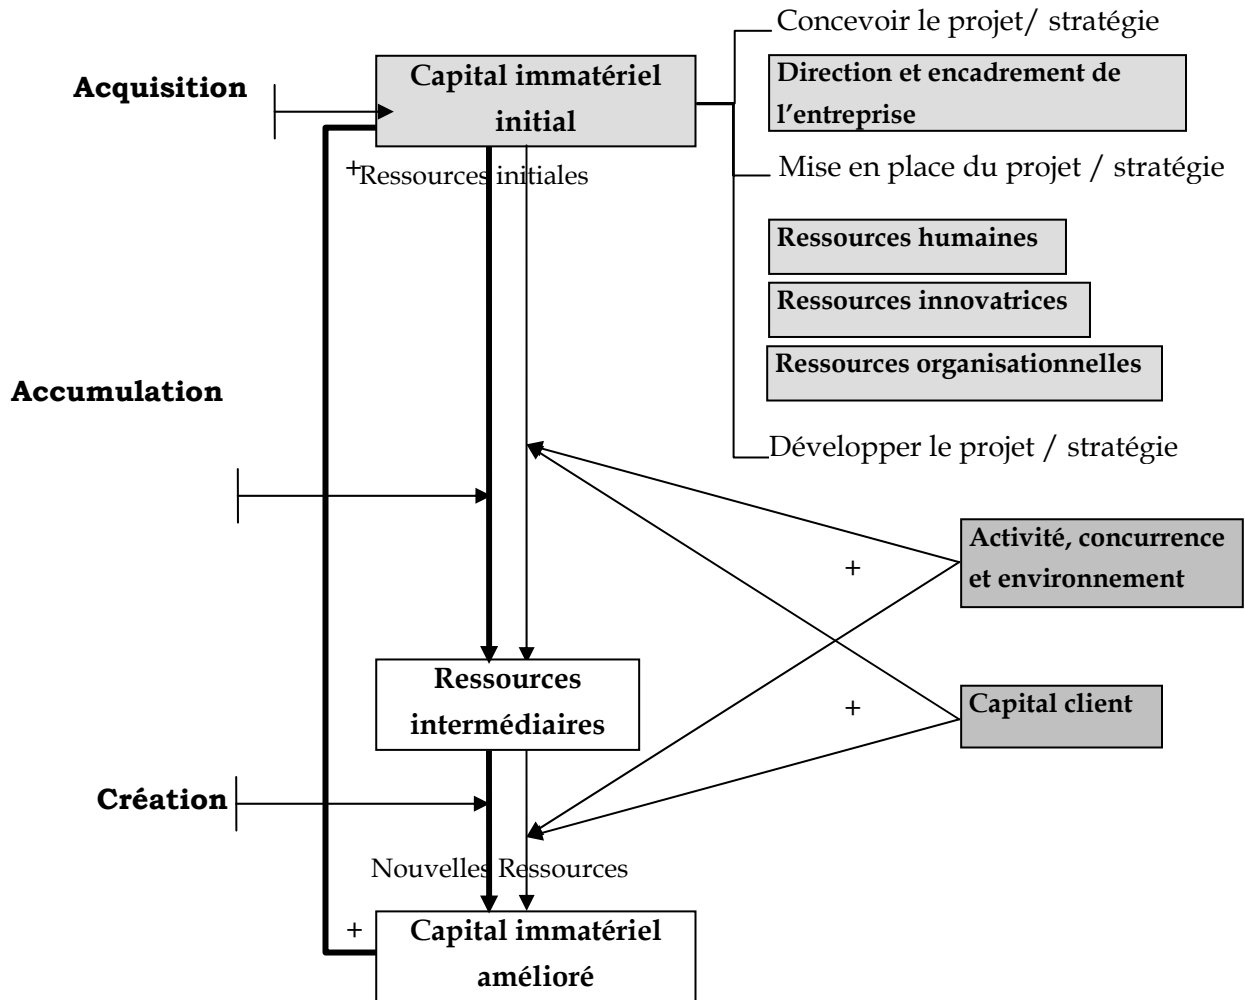 Concevoir le projet/ stratégie
Acquisition
Capital immatériel
initial
Direction et encadrement de
l’entreprise
+
Ressources initiales
Mise en place du projet / stratégie
Ressources humaines
Ressources innovatrices
Ressources organisationnelles
Accumulation
Développer le projet / stratégie
Activité, concurrence
et environnement
+
Ressources
intermédiaires
Capital client
+
Création
Nouvelles Ressources
+
Capital immatériel
amélioré